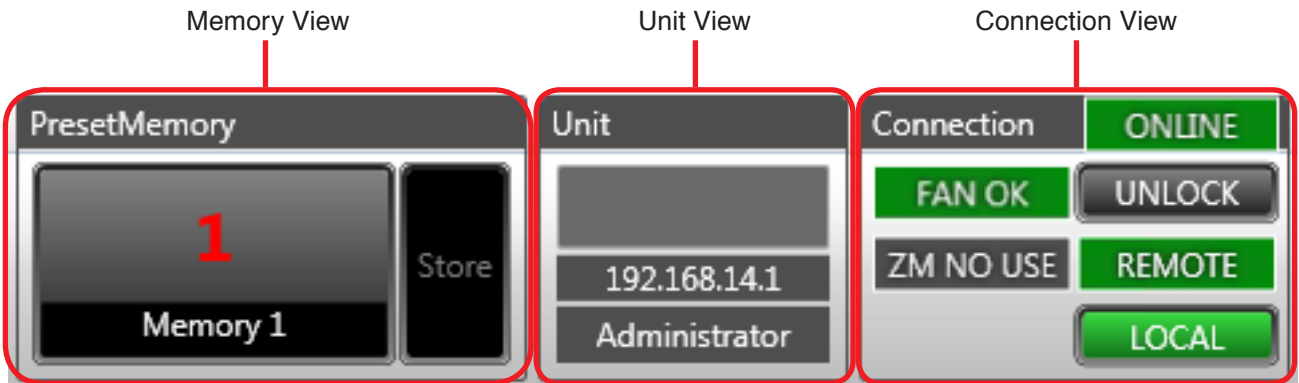 Memory View
Unit View
Connection View
PresetMemory
1
Memory 1
Store
Unit
192.168.14.1
Administrator
Connection
ONLINE
FAN OK
UNLOCK
ZM NO USE
REMOTE
LOCAL